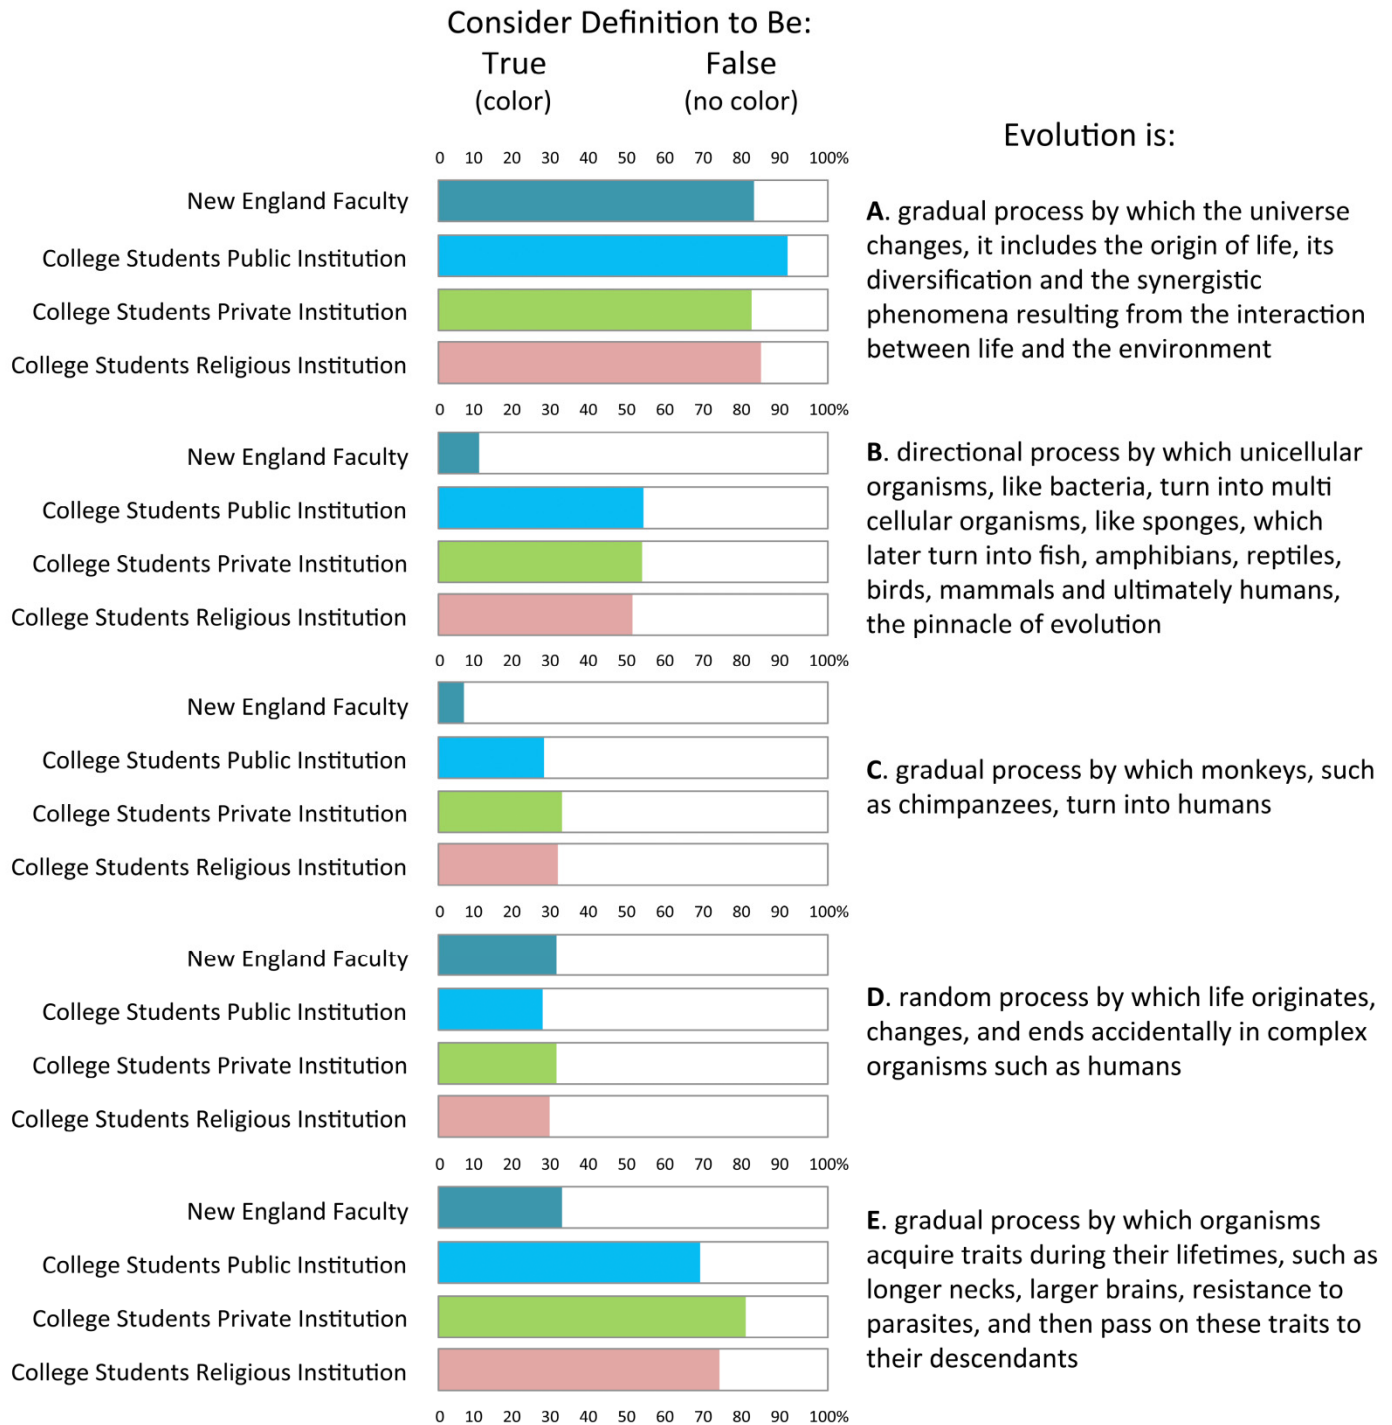 Consider Definition to Be:
True False
(color) (no color)
Evolution is:
0 10 20 30 40 50 60 70 80 90 100%
New England Faculty
College Students Public Institution
College Students Private Institution
College Students Religious Institution
A. gradual process by which the universe
changes, it includes the origin of life, its
diversification and the synergistic
phenomena resulting from the interaction
between life and the environment
0 10 20 30 40 50 60 70 80 90 100%
New England Faculty
College Students Public Institution
College Students Private Institution
College Students Religious Institution
B. directional process by which unicellular
organisms, like bacteria, turn into multi
cellular organisms, like sponges, which
later turn into fish, amphibians, reptiles,
birds, mammals and ultimately humans,
the pinnacle of evolution
0 10 20 30 40 50 60 70 80 90 100%
New England Faculty
College Students Public Institution
College Students Private Institution
College Students Religious Institution
C. gradual process by which monkeys, such
as chimpanzees, turn into humans
0 10 20 30 40 50 60 70 80 90 100%
New England Faculty
College Students Public Institution
College Students Private Institution
College Students Religious Institution
D. random process by which life originates,
changes, and ends accidentally in complex
organisms such as humans
0 10 20 30 40 50 60 70 80 90 100%
New England Faculty
College Students Public Institution
College Students Private Institution
College Students Religious Institution
E. gradual process by which organisms
acquire traits during their lifetimes, such as
longer necks, larger brains, resistance to
parasites, and then pass on these traits to
their descendants
0 10 20 30 40 50 60 70 80 90 100%